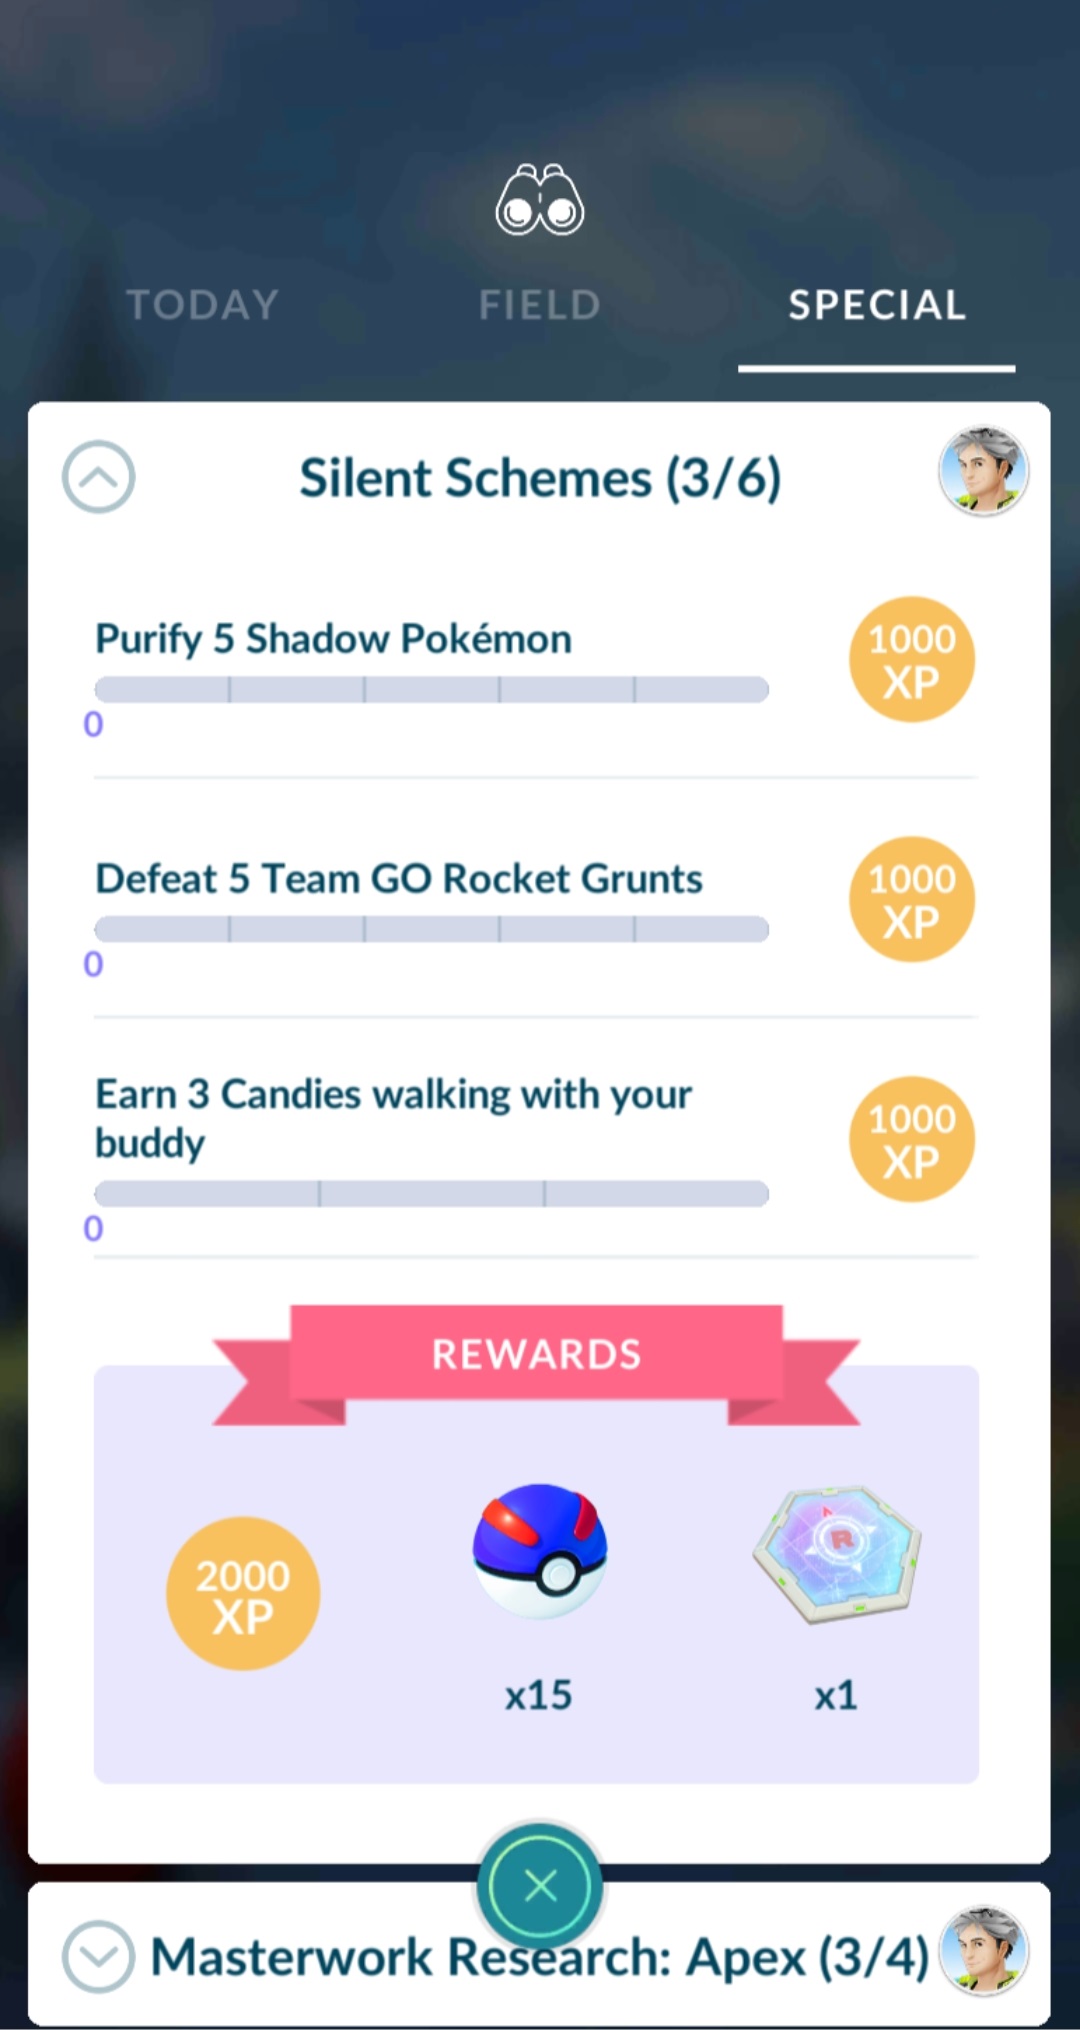 TODAY
FIELD
SPECIAL
Silent Schemes (3/6)
Purify 5 Shadow Pokémon
0
1000
XP
Defeat 5 Team GO Rocket Grunts
0
1000
XP
Earn 3 Candies walking with your
buddy
0
1000
XP
REWARDS
2000
XP
R
x15
x1
Masterwork Research: Apex (3/4)